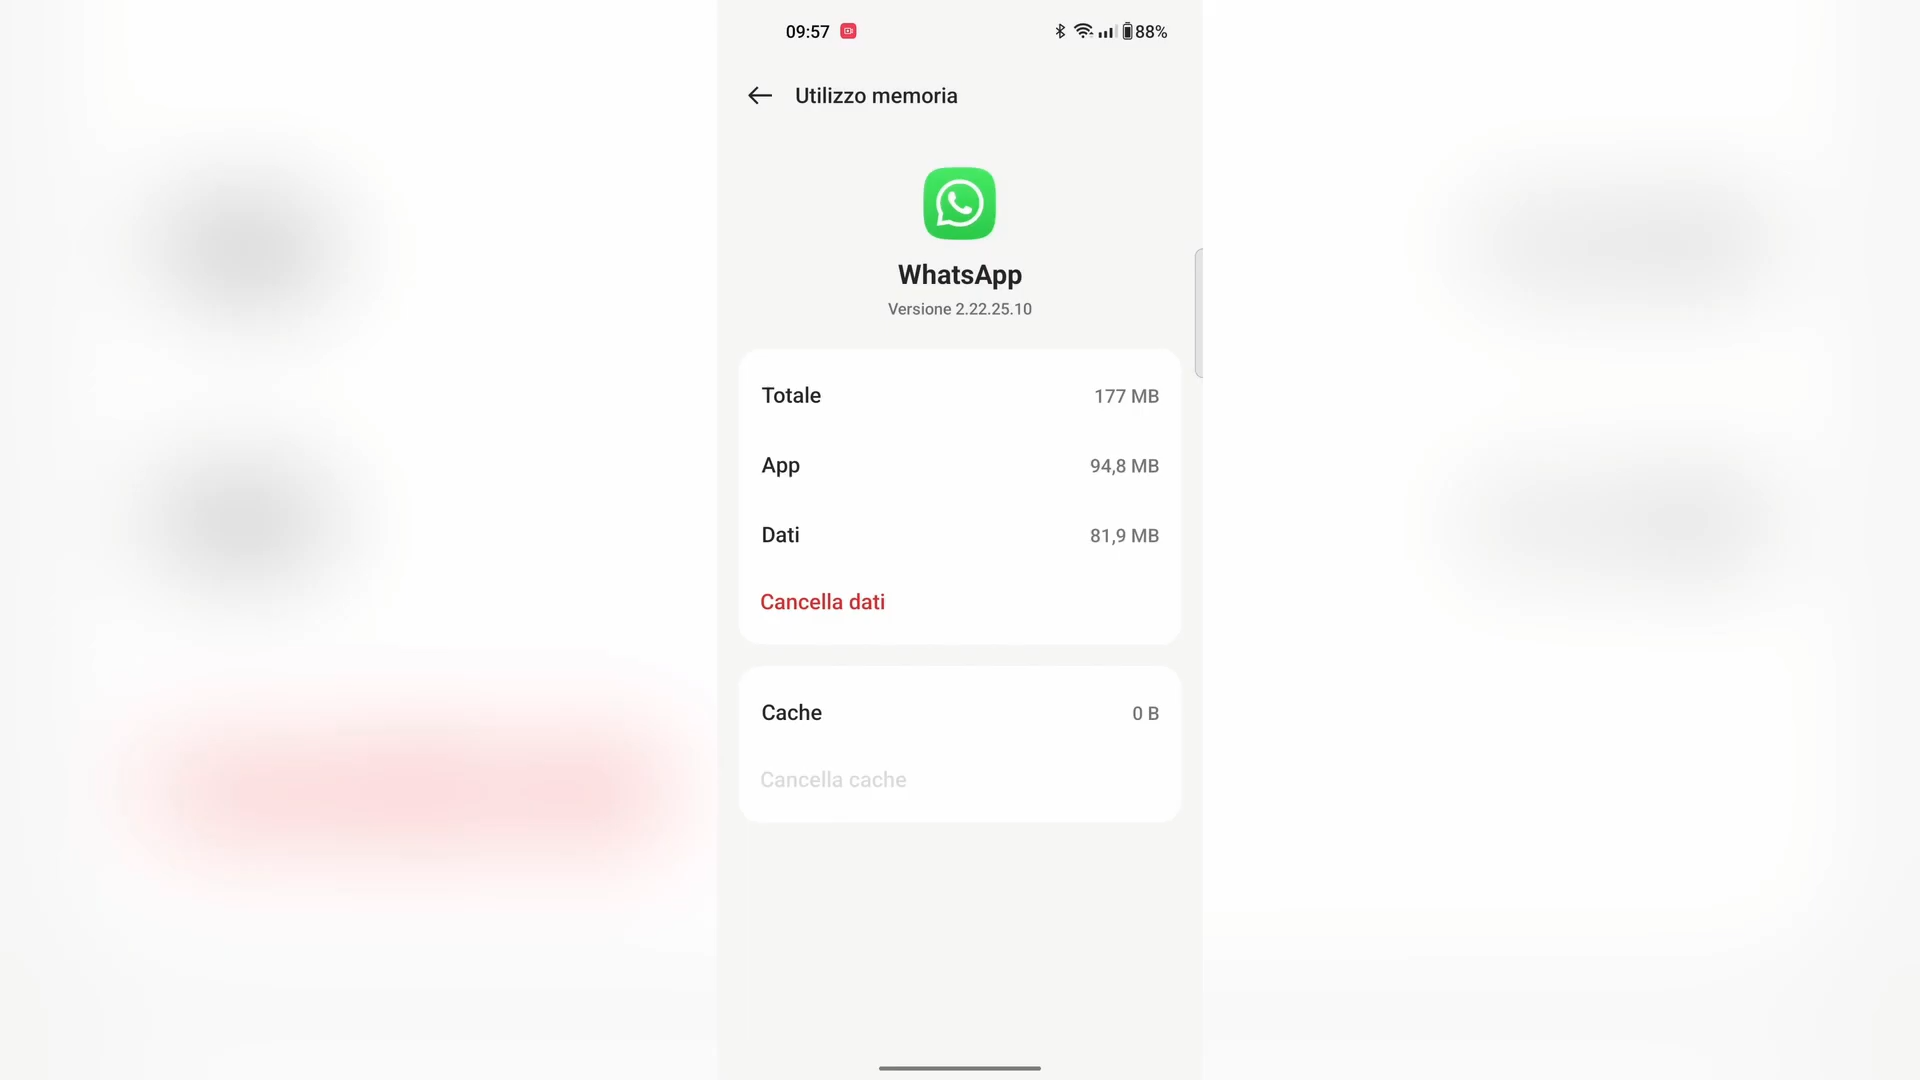 09:57 88%
Utilizzo memoria
WhatsApp
Versione 2.22.25.10
Totale 177 MB
App 94,8 MB
Dati 81,9 MB
Cancella dati
Cache 0 B
Cancella cache